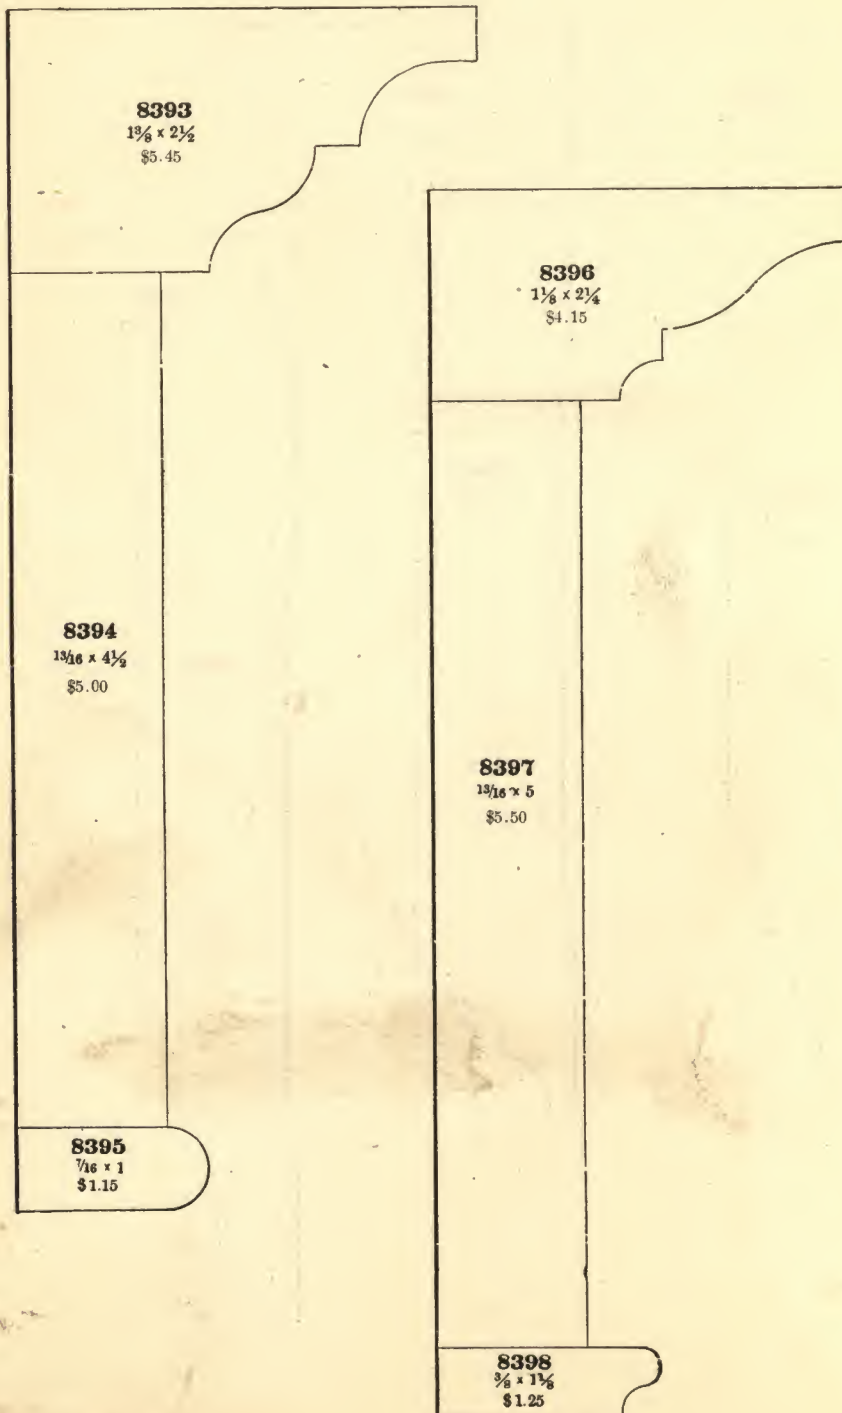 8393
1⅜ x 2½
$5.45
8394
13/16 x 4½
$5.00
8395
7/16 x 1
$1.15
8396
1⅛ x 2¼
$4.15
8397
13/16 x 5
$5.50
8398
⅜ x 1⅛
$1.25